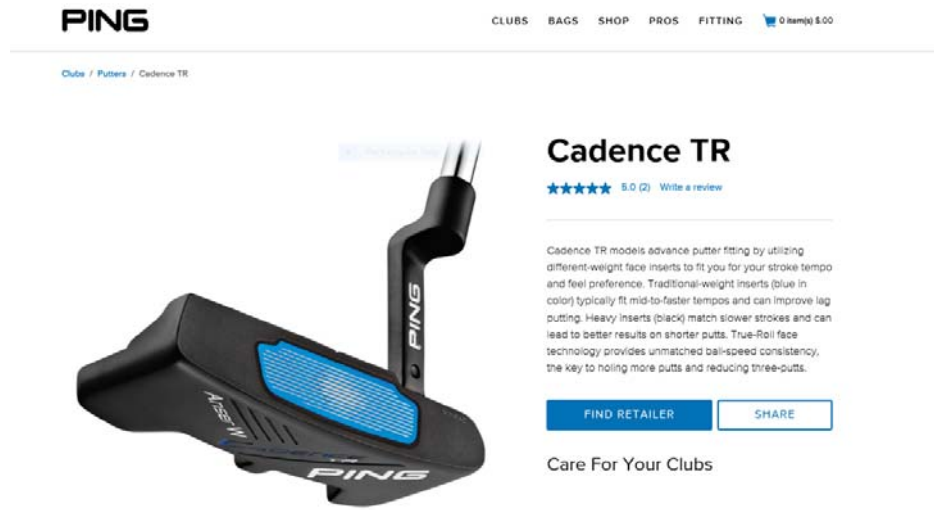 PING
CLUBS BAGS SHOP PROS FITTING 0 item(s) $.00
Clubs / Putters / Cadence TR
Cadence TR
5.0 (2) Write a review
Cadence TR models advance putter fitting by utilizing
different-weight face inserts to fit you for your stroke tempo
and feel preference. Traditional-weight inserts (blue in
color) typically fit mid-to-faster tempos and can improve lag
putting. Heavy inserts (black) match slower strokes and can
lead to better results on shorter putts. True-Roll face
technology provides unmatched ball-speed consistency,
the key to holing more putts and reducing three-putts.
FIND RETAILER SHARE
Care For Your Clubs
PING
Anser W
Cadence TR
PING